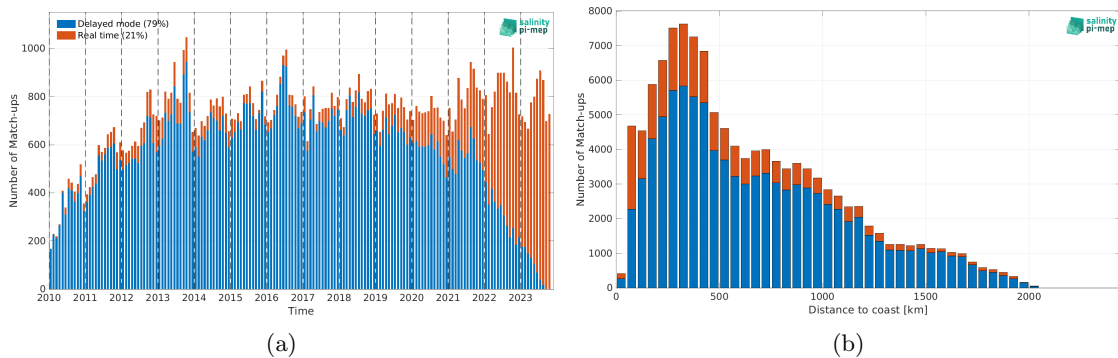 Delayed mode (79%)
Real time (21%)
salinity
pi-mep
Number of Match-ups
1000
800
600
400
200
0
2010 2011 2012 2013 2014 2015 2016 2017 2018 2019 2020 2021 2022 2023
Time
(a)
salinity
pi-mep
Number of Match-ups
8000
7000
6000
5000
4000
3000
2000
1000
0
0 500 1000 1500 2000
Distance to coast [km]
(b)